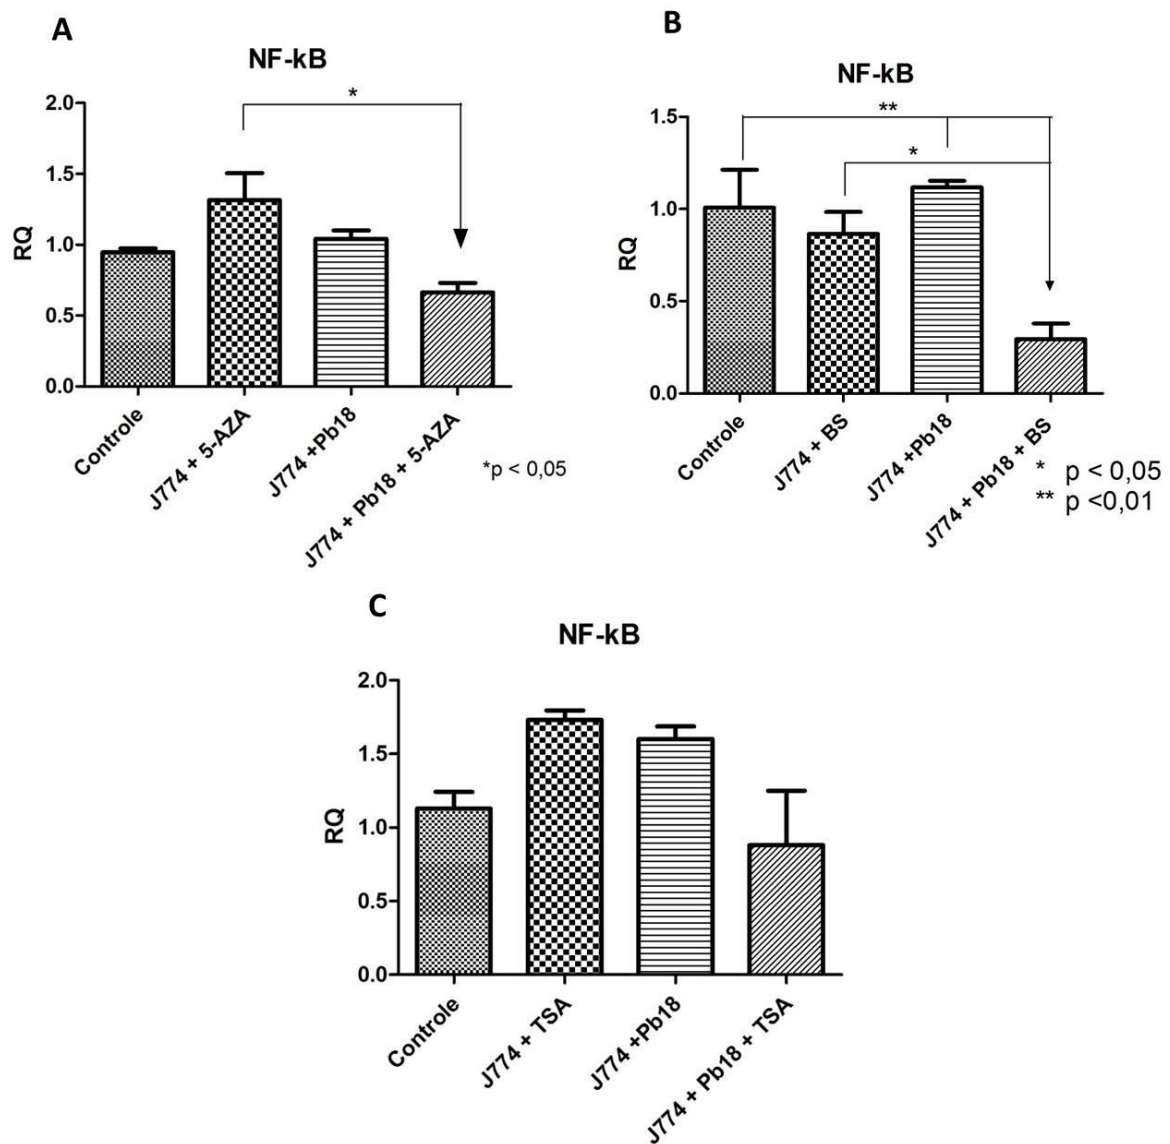 A
NF-kB
*
2.0
1.5
1.0
0.5
0.0
RQ
Controle
J774 + 5-AZA
J774 +Pb18
J774 + Pb18 + 5-AZA
*p < 0,05
B
NF-kB
**
*
1.5
1.0
0.5
0.0
RQ
Controle
J774 + BS
J774 +Pb18
J774 + Pb18 + BS
* p < 0,05
** p <0,01
C
NF-kB
2.0
1.5
1.0
0.5
0.0
RQ
Controle
J774 + TSA
J774 +Pb18
J774 + Pb18 + TSA